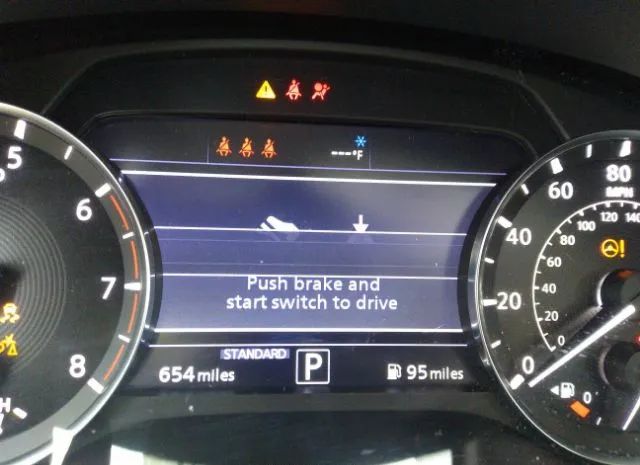 5
6
7
8
---°F
Push brake and
start switch to drive
STANDARD
654 miles
P
95 miles
80
MPH
60
40
20
0
140
120
100
80
60
40
20
0
0
H